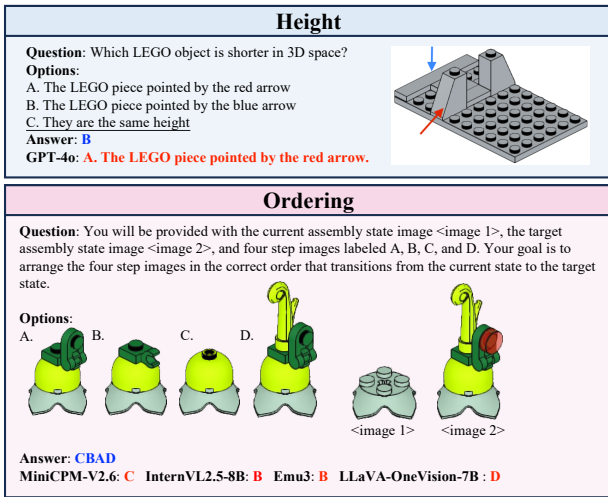 Height
Question: Which LEGO object is shorter in 3D space?
Options:
A. The LEGO piece pointed by the red arrow
B. The LEGO piece pointed by the blue arrow
C. They are the same height
Answer: B
GPT-4o: A. The LEGO piece pointed by the red arrow.
Ordering
Question: You will be provided with the current assembly state image <image 1>, the target
assembly state image <image 2>, and four step images labeled A, B, C, and D. Your goal is to
arrange the four step images in the correct order that transitions from the current state to the target
state.
Options:
A. B. C. D.
<image 1> <image 2>
Answer: CBAD
MiniCPM-V2.6: C InternVL2.5-8B: B Emu3: B LLaVA-OneVision-7B : D